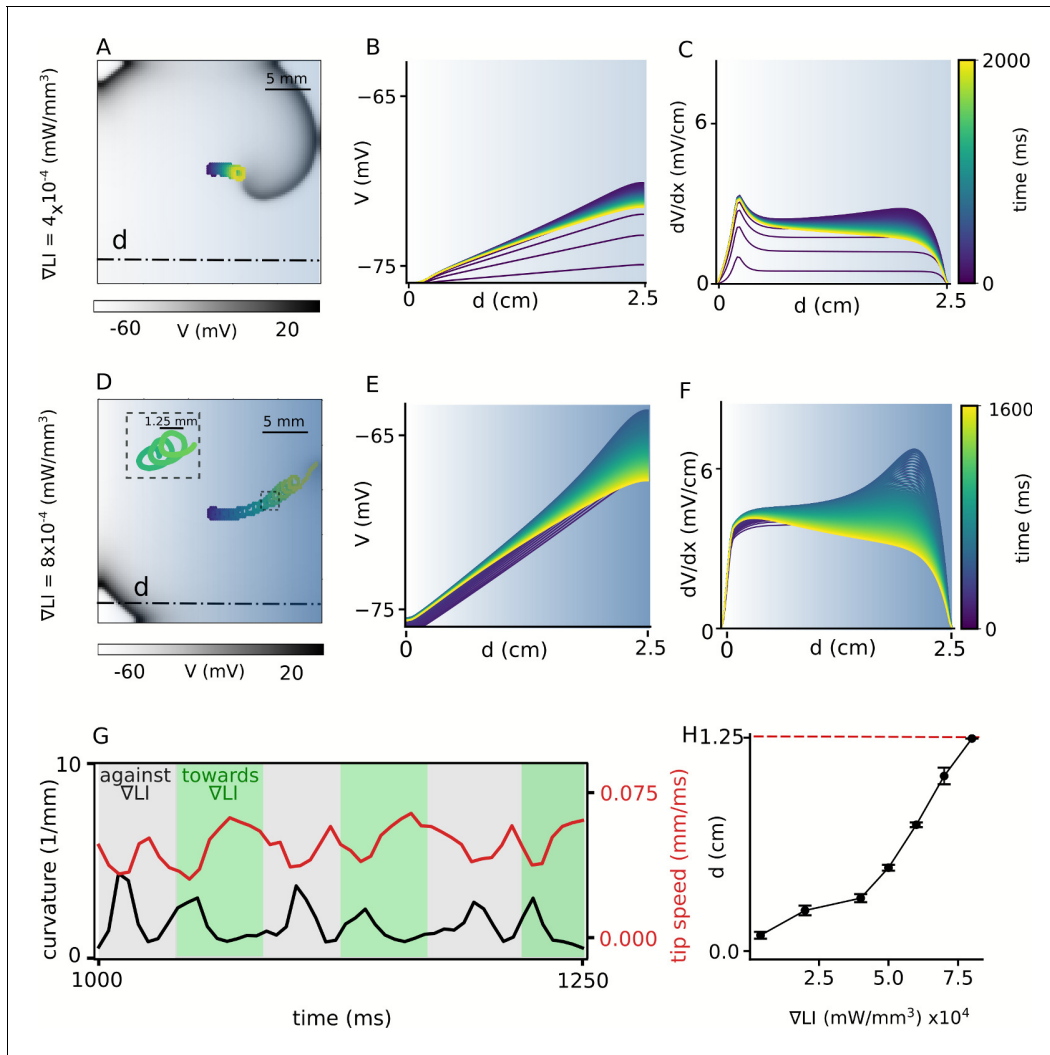 A
B
C
∇LI = 4x10⁻⁴ (mW/mm³)
5 mm
d
-60
V (mV)
20
V (mV)
−65
−75
0
d (cm)
2.5
dV/dx (mV/cm)
6
0
0
d (cm)
2.5
2000
time (ms)
0
D
E
F
∇LI = 8x10⁻⁴ (mW/mm³)
1.25 mm
5 mm
d
-60
V (mV)
20
V (mV)
−65
−75
0
d (cm)
2.5
dV/dx (mV/cm)
6
0
0
d (cm)
2.5
1600
time (ms)
0
G
curvature (1/mm)
10
0
against
∇LI
towards
∇LI
0.075
0.000
tip speed (mm/ms)
1000
1250
time (ms)
H
1.25
0.0
d (cm)
2.5
5.0
7.5
∇LI (mW/mm³) x10⁴